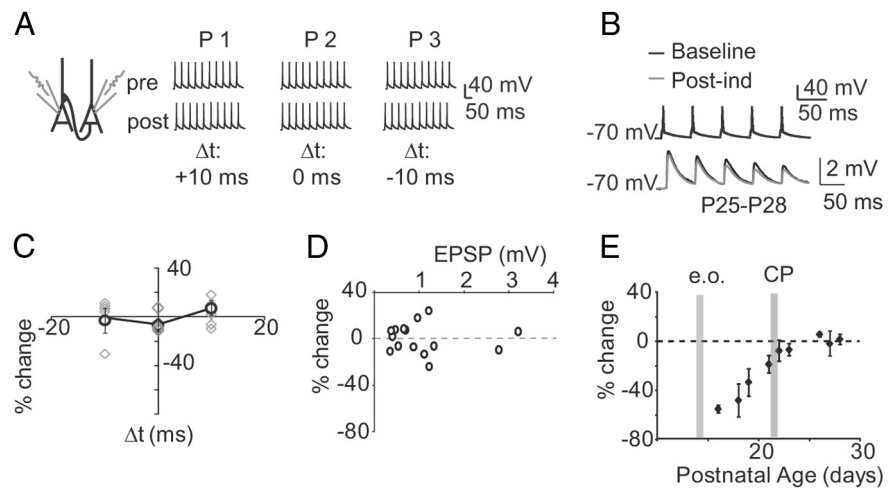 A
P 1
P 2
P 3
pre
post
40 mV
50 ms
Δt:
+10 ms
Δt:
0 ms
Δt:
-10 ms
B
Baseline
Post-ind
40 mV
50 ms
-70 mV
-70 mV
2 mV
50 ms
P25-P28
C
40
-20
20
-40
% change
Δt (ms)
D
EPSP (mV)
1
2
3
4
40
0
-40
-80
% change
E
e.o.
CP
40
0
-40
-80
% change
20
30
Postnatal Age (days)